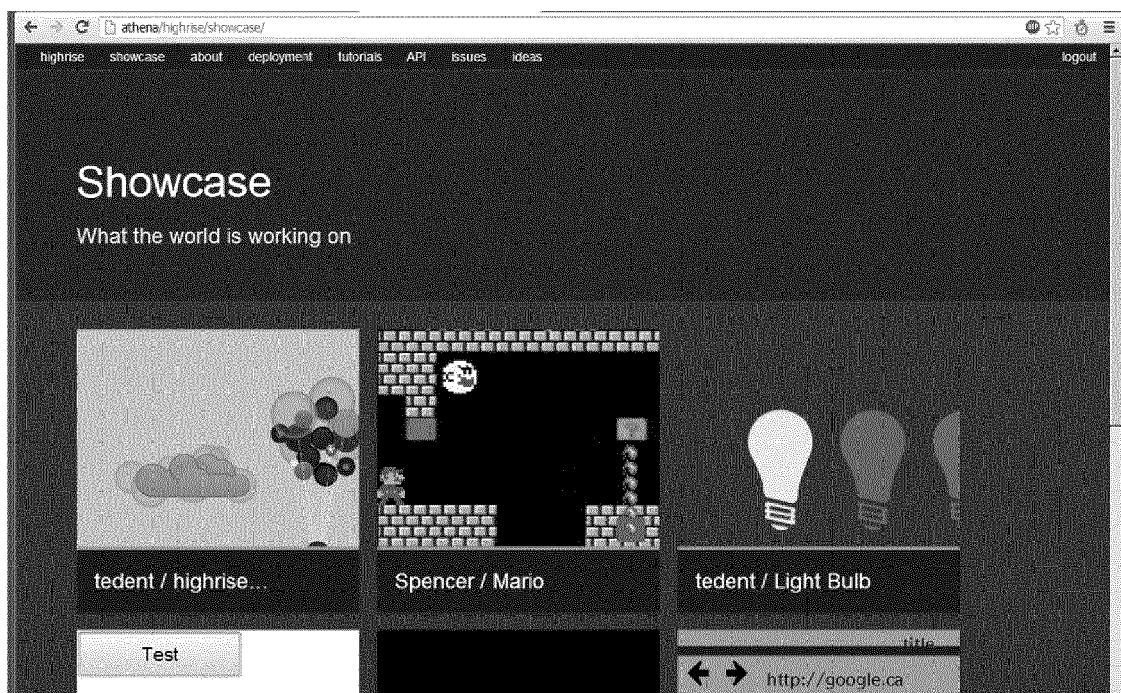 athena/highrise/showcase/
highrise showcase about deployment tutorials API issues ideas logout
Showcase
What the world is working on
tedent / highrise...
Spencer / Mario
tedent / Light Bulb
Test
title
http://google.ca